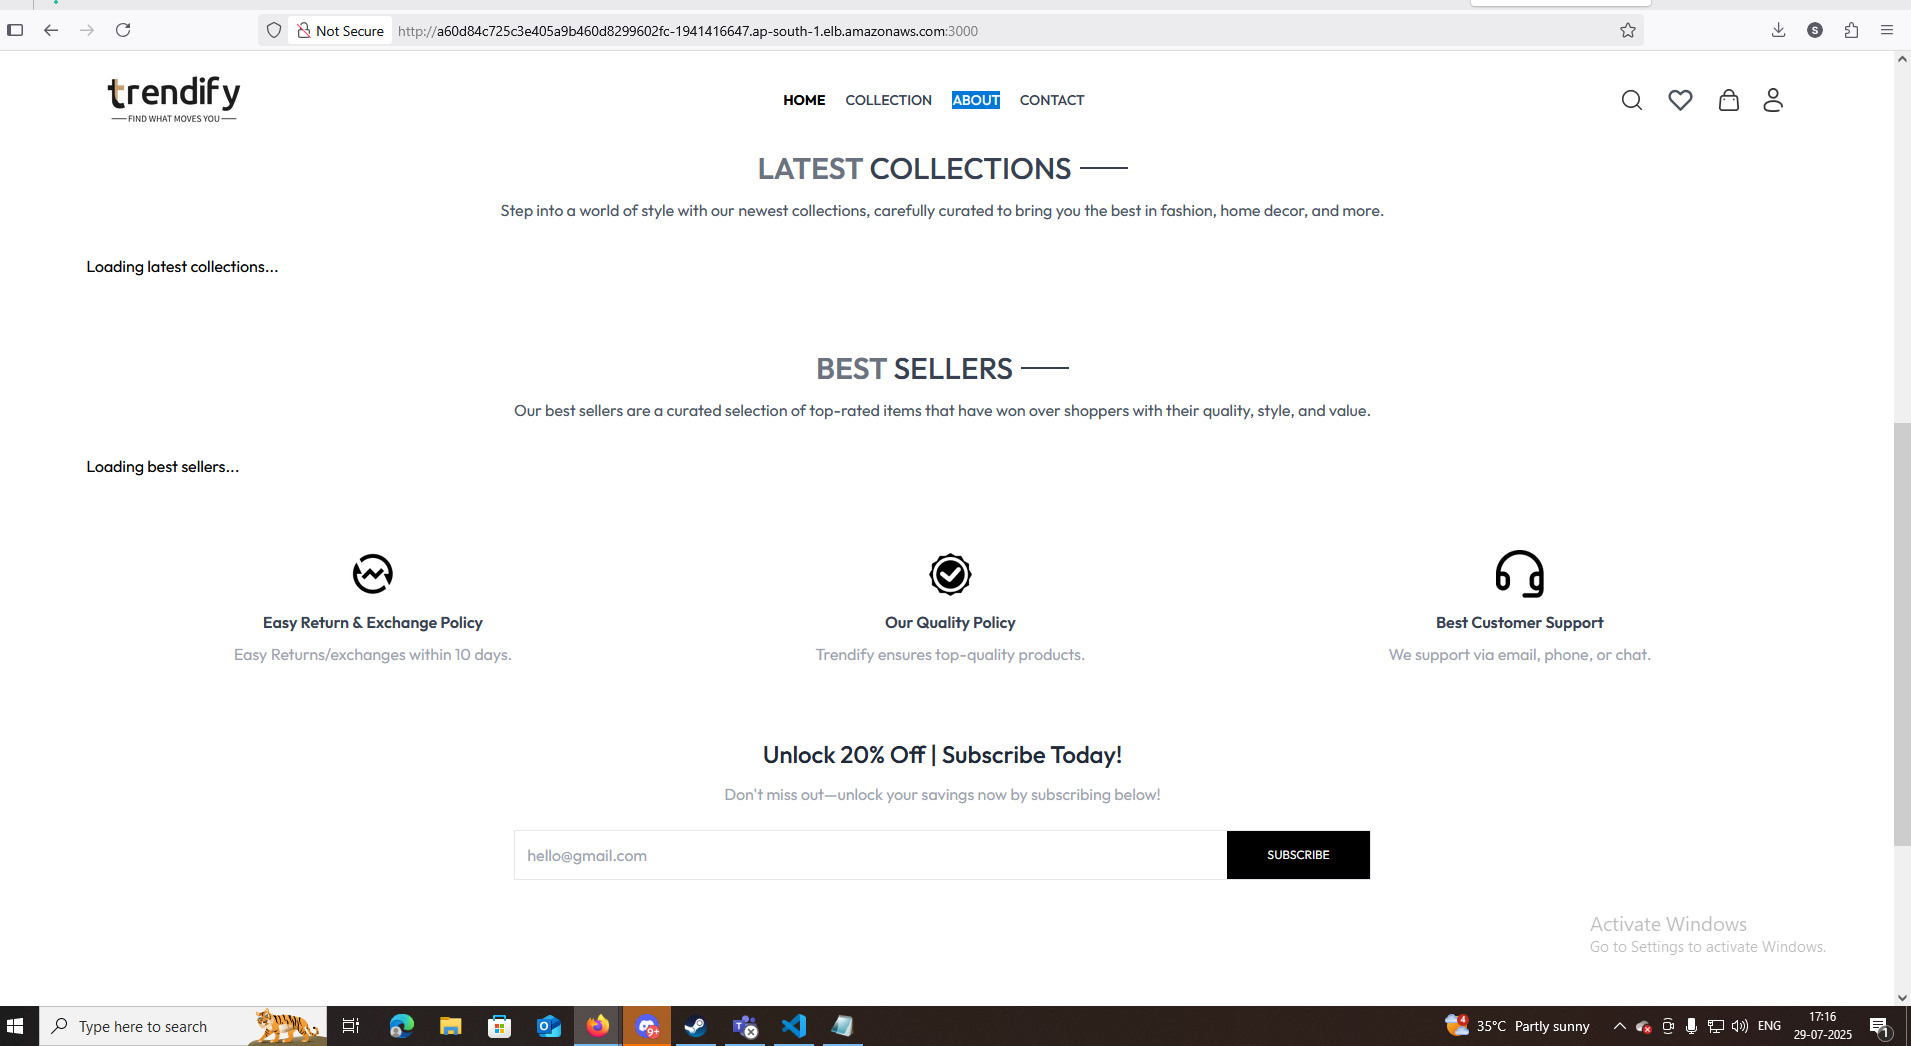 Not Secure
http://a60d84c725c3e405a9b460d8299602fc-1941416647.ap-south-1.elb.amazonaws.com:3000
S
trendify
FIND WHAT MOVES YOU
HOME COLLECTION ABOUT CONTACT
LATEST COLLECTIONS
Step into a world of style with our newest collections, carefully curated to bring you the best in fashion, home decor, and more.
Loading latest collections...
BEST SELLERS
Our best sellers are a curated selection of top-rated items that have won over shoppers with their quality, style, and value.
Loading best sellers...
Easy Return & Exchange Policy
Easy Returns/exchanges within 10 days.
Our Quality Policy
Trendify ensures top-quality products.
Best Customer Support
We support via email, phone, or chat.
Unlock 20% Off | Subscribe Today!
Don't miss out—unlock your savings now by subscribing below!
hello@gmail.com
SUBSCRIBE
Activate Windows
Go to Settings to activate Windows.
Type here to search
9+
4
35°C Partly sunny
ENG
17:16
29-07-2025
1